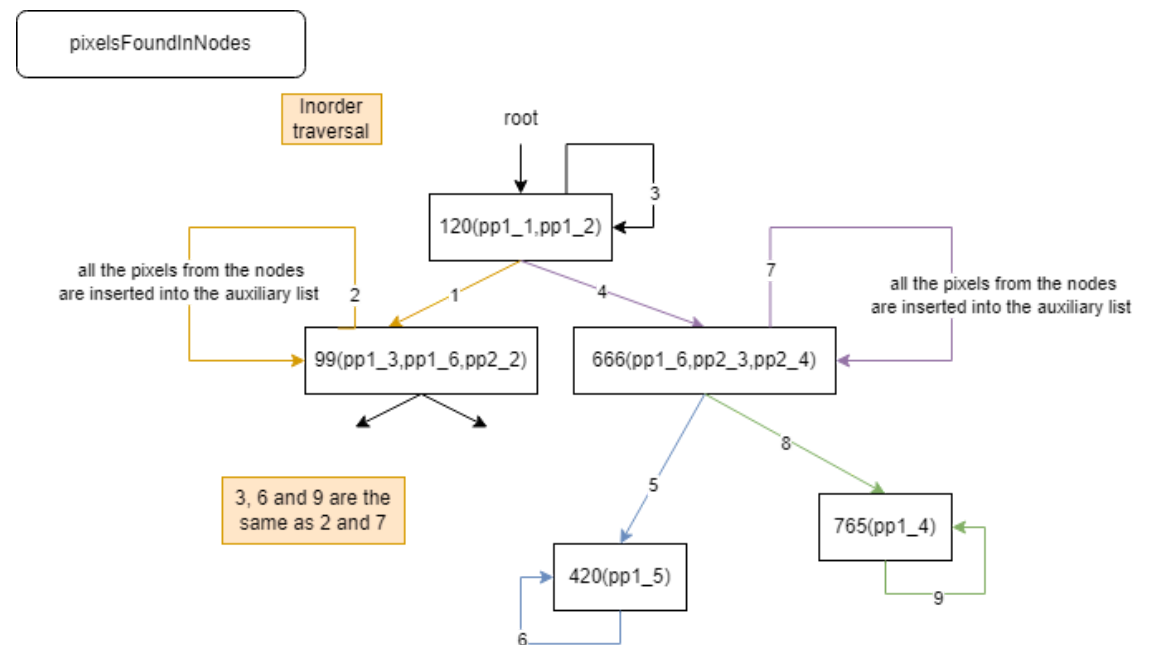 pixelsFoundInNodes
Inorder
traversal
root
3
120(pp1_1,pp1_2)
all the pixels from the nodes
are inserted into the auxiliary list
2
1
4
7
all the pixels from the nodes
are inserted into the auxiliary list
99(pp1_3,pp1_6,pp2_2)
666(pp1_6,pp2_3,pp2_4)
8
5
3, 6 and 9 are the
same as 2 and 7
765(pp1_4)
420(pp1_5)
9
6